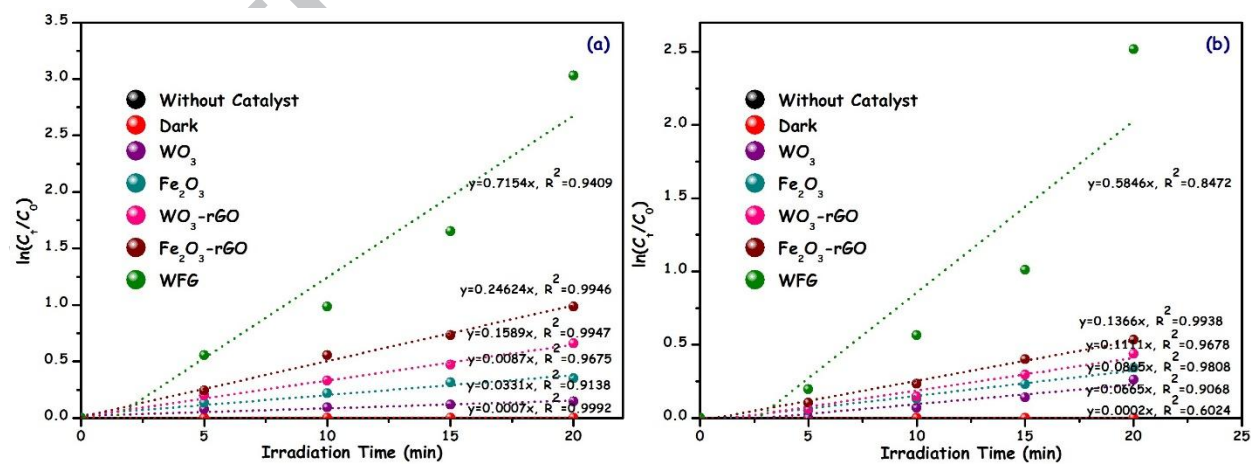 (a)
ln(Cₜ/C₀)
3.5
3.0
2.5
2.0
1.5
1.0
0.5
0.0
Without Catalyst
Dark
WO₃
Fe₂O₃
WO₃-rGO
Fe₂O₃-rGO
WFG
y=0.7154x, R²=0.9409
y=0.24624x, R²=0.9946
y=0.1589x, R²=0.9947
y=0.0087x, R²=0.9675
y=0.0331x, R²=0.9138
y=0.0007x, R²=0.9992
0 5 10 15 20
Irradiation Time (min)
(b)
ln(Cₜ/C₀)
2.5
2.0
1.5
1.0
0.5
0.0
Without Catalyst
Dark
WO₃
Fe₂O₃
WO₃-rGO
Fe₂O₃-rGO
WFG
y=0.5846x, R²=0.8472
y=0.1366x, R²=0.9938
y=0.1111x, R²=0.9678
y=0.0865x, R²=0.9808
y=0.0665x, R²=0.9068
y=0.0002x, R²=0.6024
0 5 10 15 20 25
Irradiation Time (min)